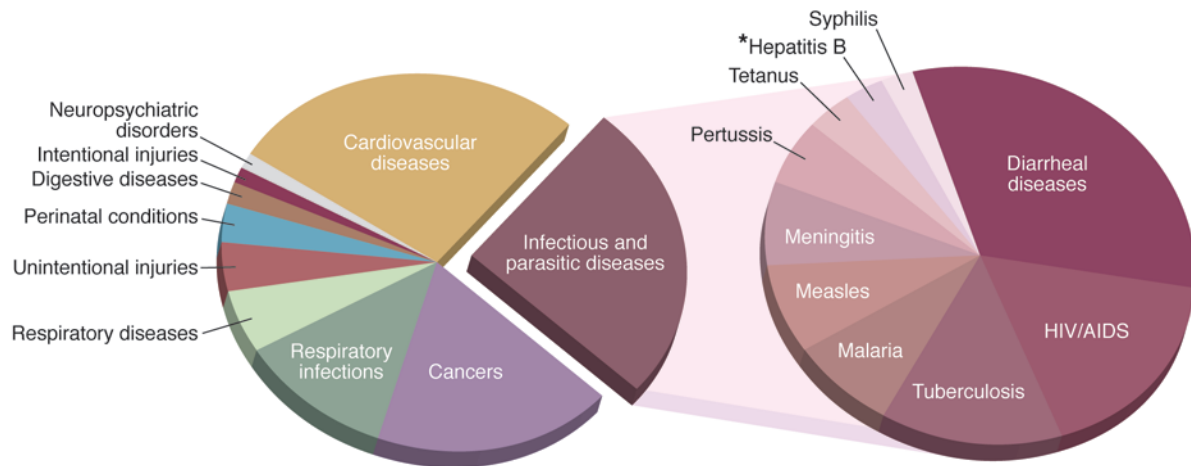 Neuropsychiatric
disorders
Intentional injuries
Digestive diseases
Perinatal conditions
Unintentional injuries
Respiratory diseases
Cardiovascular
diseases
Infectious and
parasitic diseases
Respiratory
infections
Cancers
Syphilis
*Hepatitis B
Tetanus
Pertussis
Meningitis
Measles
Malaria
Tuberculosis
HIV/AIDS
Diarrheal
diseases